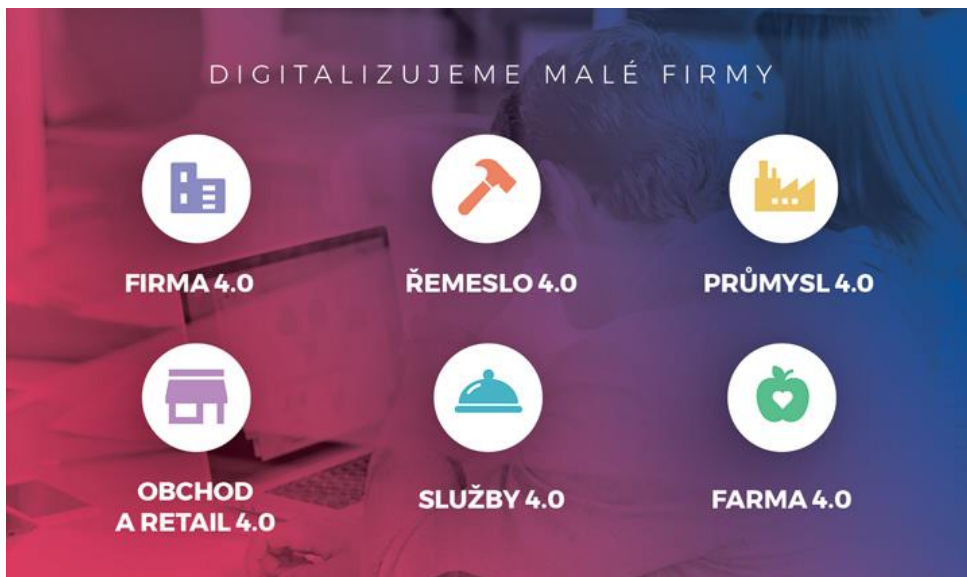 DIGITALIZUJEME MALÉ FIRMY
FIRMA 4.0
ŘEMESLO 4.0
PRŮMYSL 4.0
OBCHOD
A RETAIL 4.0
SLUŽBY 4.0
FARMA 4.0